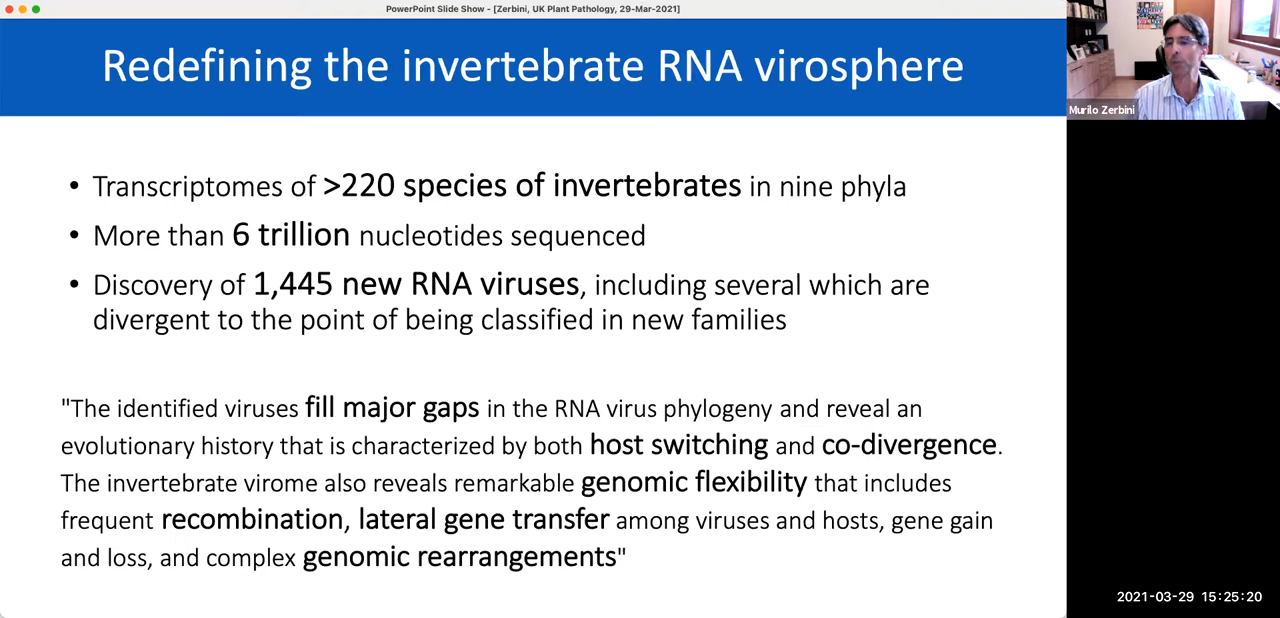 PowerPoint Slide Show - [Zerbini, UK Plant Pathology, 29-Mar-2021]
Redefining the invertebrate RNA virosphere
• Transcriptomes of >220 species of invertebrates in nine phyla
• More than 6 trillion nucleotides sequenced
• Discovery of 1,445 new RNA viruses, including several which are
divergent to the point of being classified in new families
"The identified viruses fill major gaps in the RNA virus phylogeny and reveal an
evolutionary history that is characterized by both host switching and co-divergence.
The invertebrate virome also reveals remarkable genomic flexibility that includes
frequent recombination, lateral gene transfer among viruses and hosts, gene gain
and loss, and complex genomic rearrangements"
Murilo Zerbini
2021-03-29 15:25:20